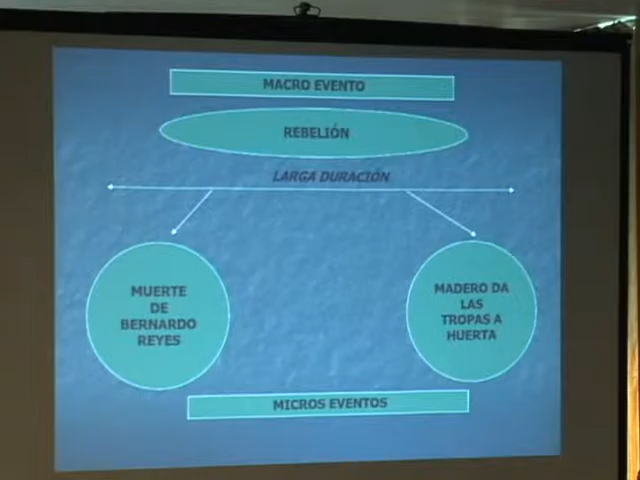 MACRO EVENTO
REBELIÓN
LARGA DURACIÓN
MUERTE
DE
BERNARDO
REYES
MADERO DA
LAS
TROPAS A
HUERTA
MICROS EVENTOS